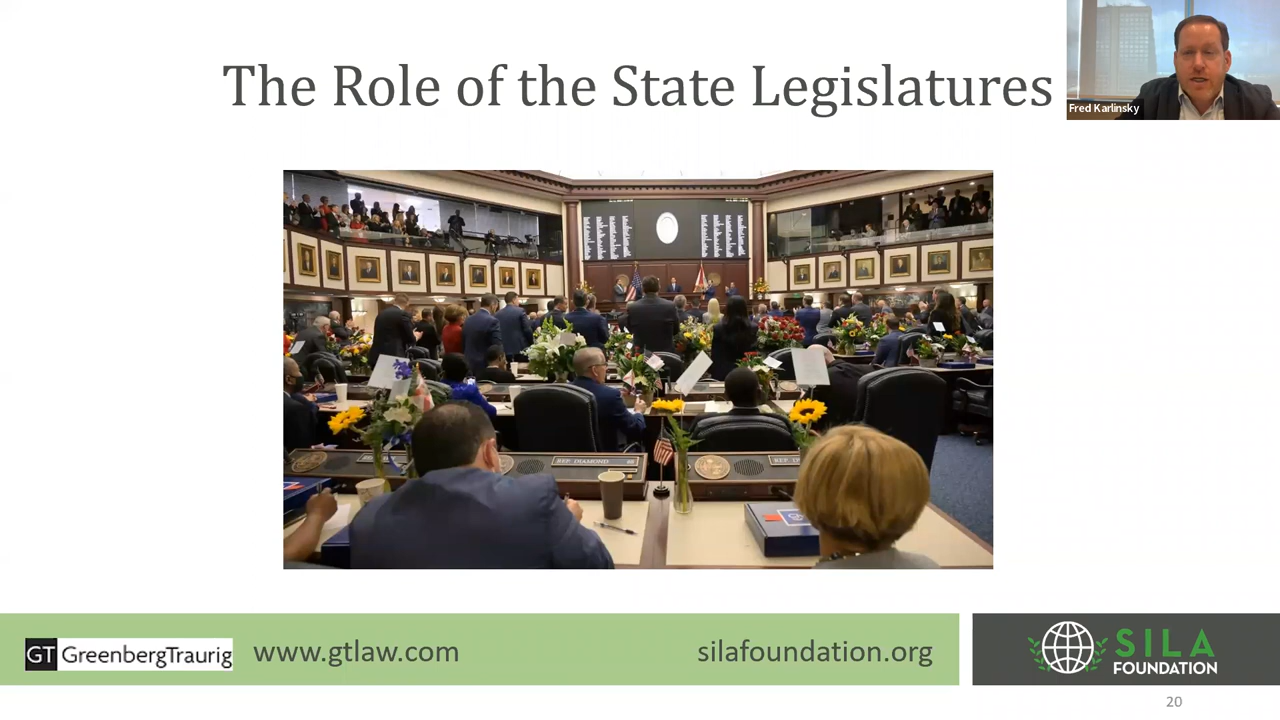 The Role of the State Legislatures
Fred Karlinsky
REP. DIAMOND
GT GreenbergTraurig
www.gtlaw.com
silafoundation.org
SILA
FOUNDATION
20